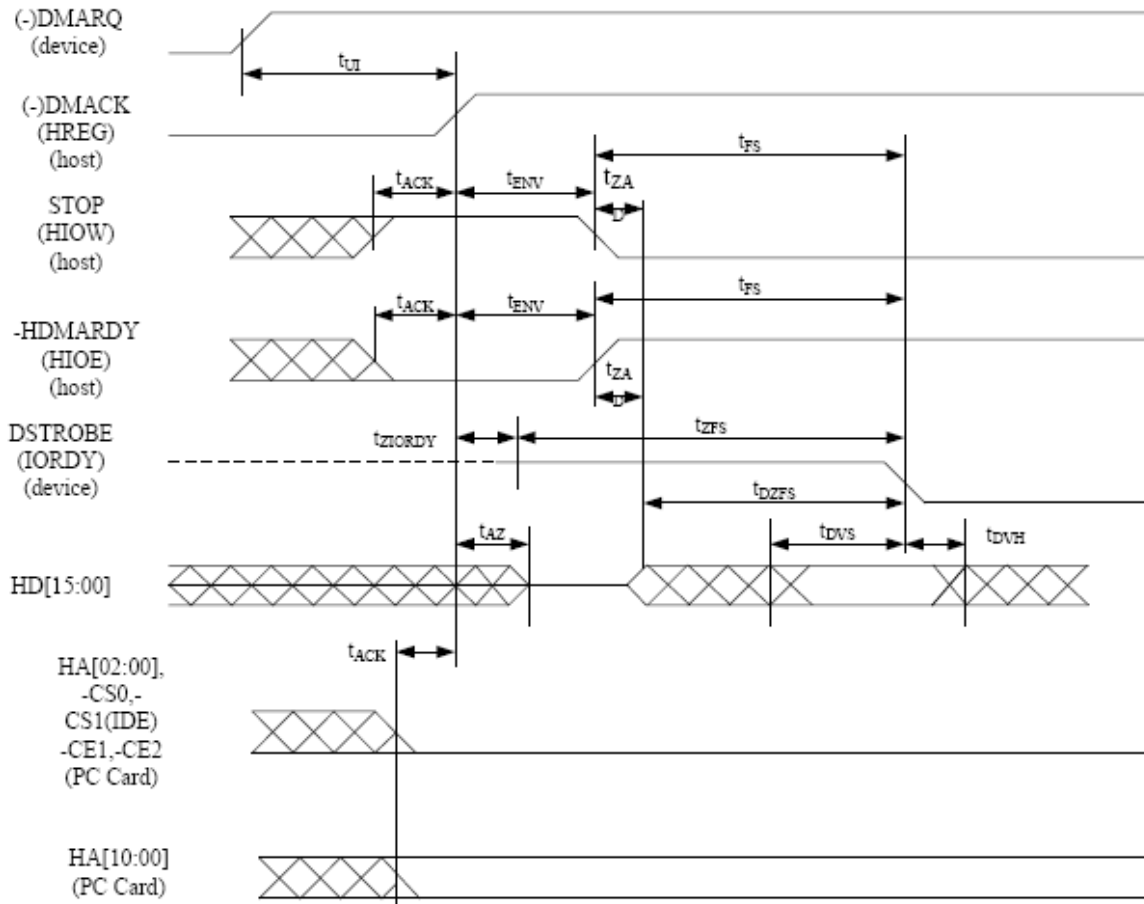 (-)DMARQ
(device)
tUI
(-)DMACK
(HREG)
(host)
tFS
tACK
tENV
tZA
D
STOP
(HIOW)
(host)
tFS
tACK
tENV
-HDMARDY
(HIOE)
(host)
tZA
D
DSTROBE
(IORDY)
(device)
tZIORDY
tZFS
tDZFS
tAZ
tDVS
tDVH
HD[15:00]
tACK
HA[02:00],
-CS0,-
CS1(IDE)
-CE1,-CE2
(PC Card)
HA[10:00]
(PC Card)